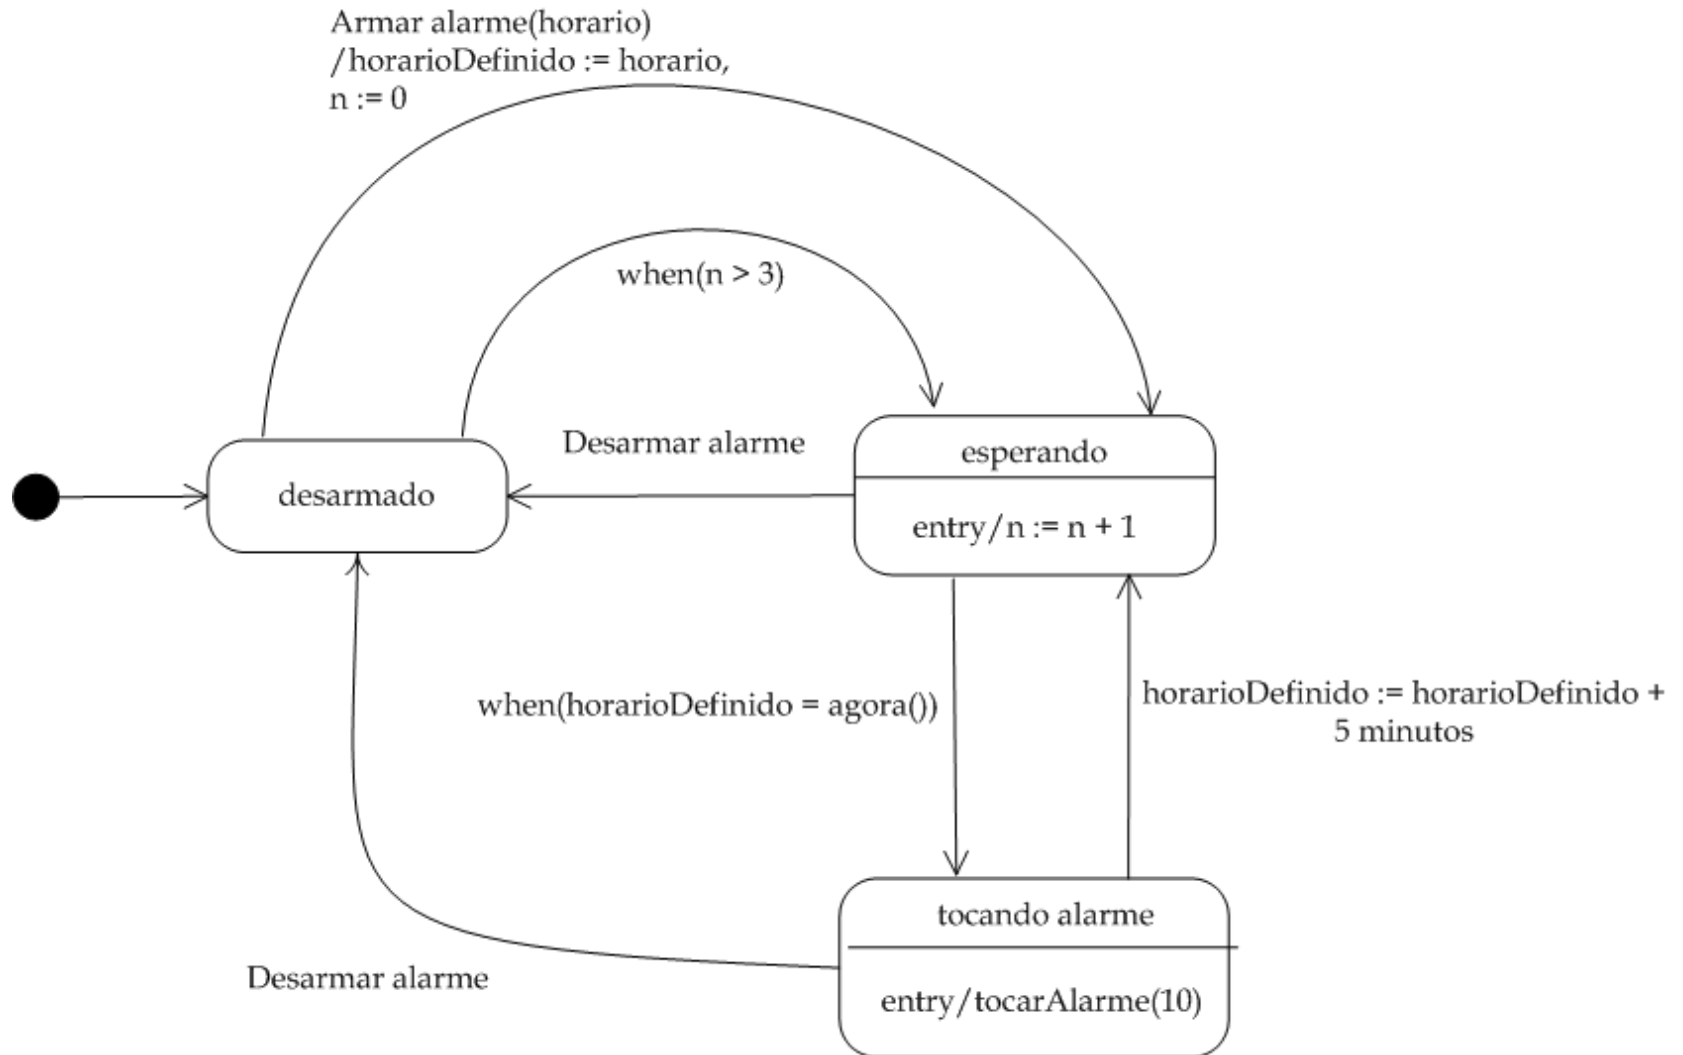 Armar alarme(horario)
/horarioDefinido := horario,
n := 0
when(n > 3)
Desarmar alarme
esperando
desarmado
entry/n := n + 1
when(horarioDefinido = agora())
horarioDefinido := horarioDefinido +
5 minutos
tocando alarme
Desarmar alarme
entry/tocarAlarme(10)